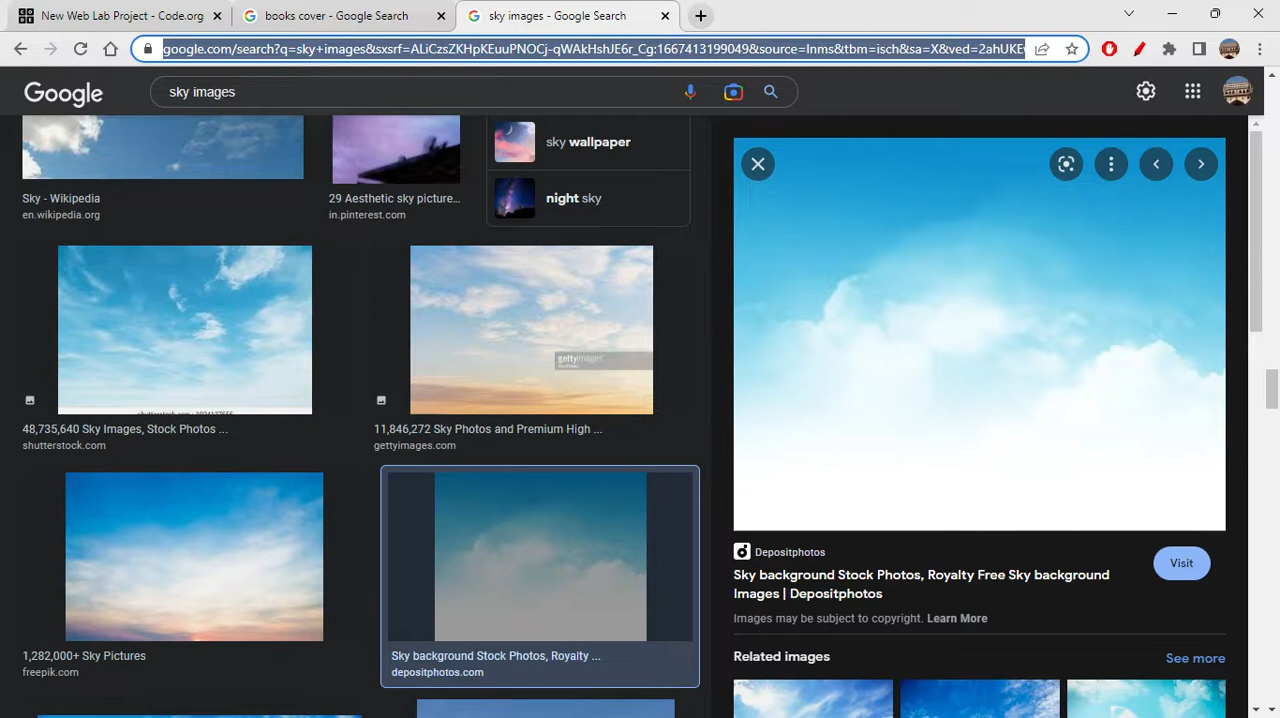 New Web Lab Project - Code.org
books cover - Google Search
sky images - Google Search
google.com/search?q=sky+images&sxsrf=ALiCzsZKHpKEuuPNOCj-qWAkHshJE6r_Cg:1667413199049&source=lnms&tbm=isch&sa=X&ved=2ahUKE
Google
sky images
sky wallpaper
Sky - Wikipedia
en.wikipedia.org
29 Aesthetic sky picture...
in.pinterest.com
night sky
gettyimages
48,735,640 Sky Images, Stock Photos ...
shutterstock.com
11,846,272 Sky Photos and Premium High ...
gettyimages.com
1,282,000+ Sky Pictures
freepik.com
Sky background Stock Photos, Royalty ...
depositphotos.com
Depositphotos
Visit
Sky background Stock Photos, Royalty Free Sky background
Images | Depositphotos
Images may be subject to copyright. Learn More
Related images
See more